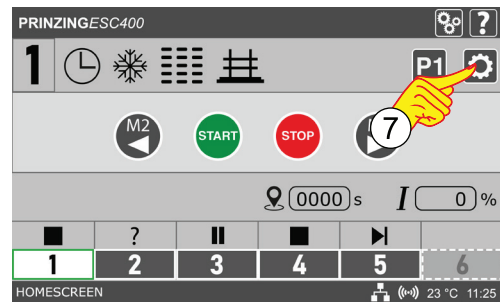 PRINZINGESC400 ?
1 P1
M2 START STOP 7
0000 s I 0 %
?
1 2 3 4 5 6
HOMESCREEN 23 °C 11:25